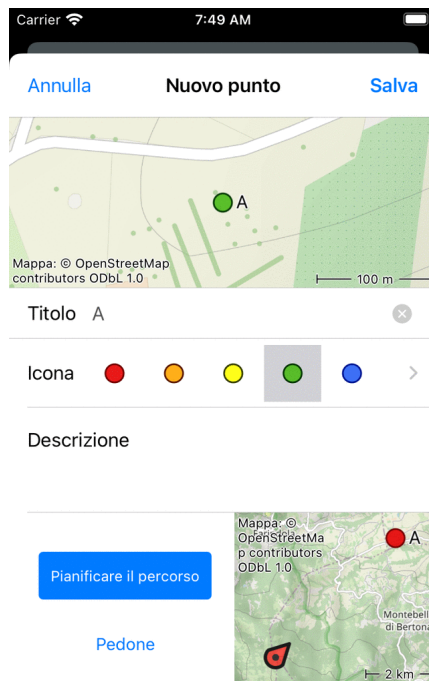 Carrier 7:49 AM
Annulla Nuovo punto Salva
A
Mappa: © OpenStreetMap
contributors ODbL 1.0
100 m
Titolo A
Icona
Descrizione
Pianificare il percorso
Pedone
Mappa: ©
OpenStreetMa
p contributors
ODbL 1.0
A
Montebell
di Bertona
2 km